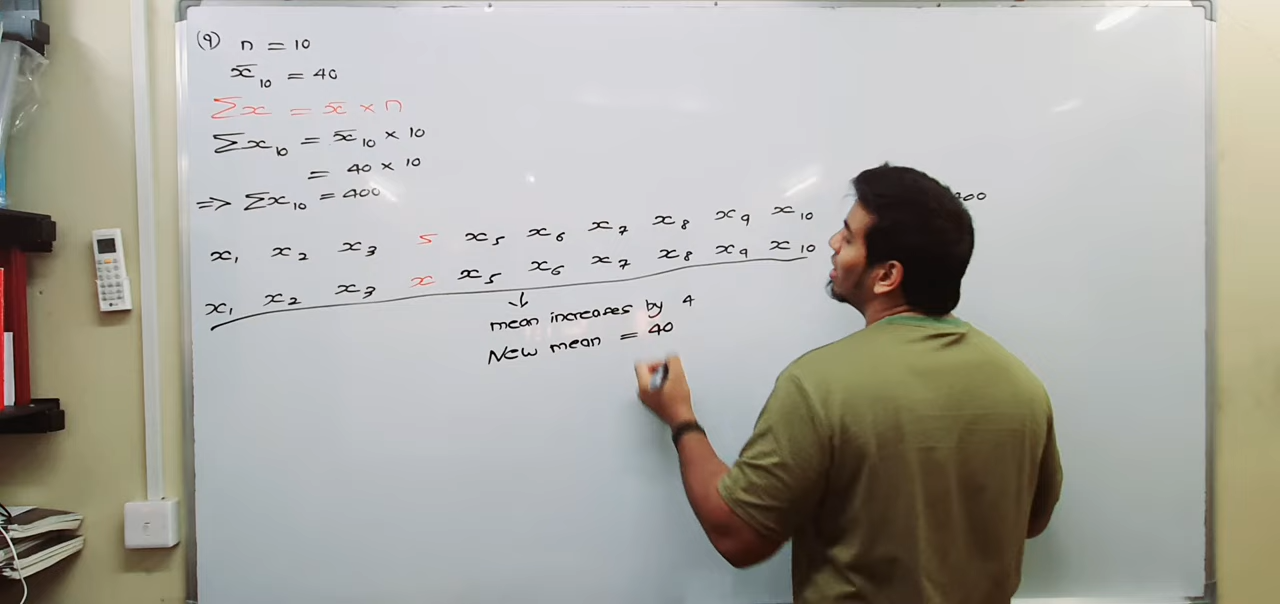 (9) n = 10
x̄₁₀ = 40
Σx = x̄ × n
Σx₁₀ = x̄₁₀ × 10
= 40 × 10
=> Σx₁₀ = 400
x₁ x₂ x₃ 5 x₅ x₆ x₇ x₈ x₉ x₁₀ 400
x₁ x₂ x₃ x x₅ x₆ x₇ x₈ x₉ x₁₀
mean increases by 4
New mean = 40